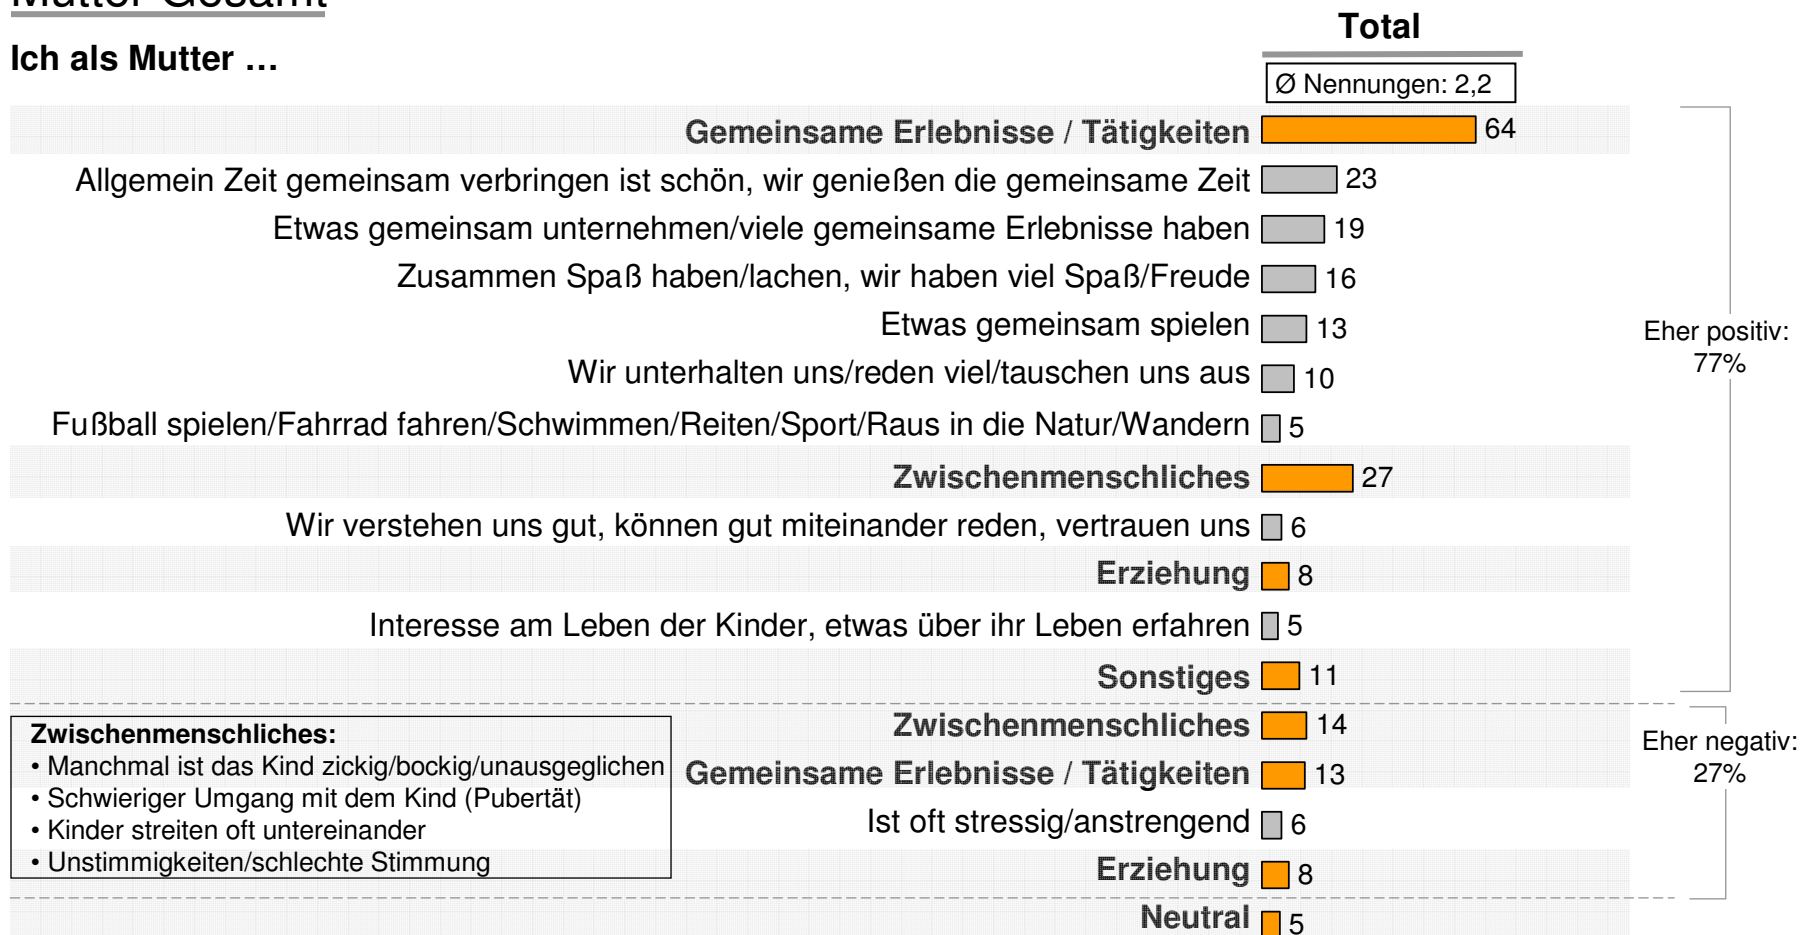 Mütter Gesamt
Total
Ich als Mutter …
Ø Nennungen: 2,2
Gemeinsame Erlebnisse / Tätigkeiten 64
Allgemein Zeit gemeinsam verbringen ist schön, wir genießen die gemeinsame Zeit 23
Etwas gemeinsam unternehmen/viele gemeinsame Erlebnisse haben 19
Zusammen Spaß haben/lachen, wir haben viel Spaß/Freude 16
Etwas gemeinsam spielen 13
Eher positiv:
77%
Wir unterhalten uns/reden viel/tauschen uns aus 10
Fußball spielen/Fahrrad fahren/Schwimmen/Reiten/Sport/Raus in die Natur/Wandern 5
Zwischenmenschliches 27
Wir verstehen uns gut, können gut miteinander reden, vertrauen uns 6
Erziehung 8
Interesse am Leben der Kinder, etwas über ihr Leben erfahren 5
Sonstiges 11
Zwischenmenschliches:
• Manchmal ist das Kind zickig/bockig/unausgeglichen
• Schwieriger Umgang mit dem Kind (Pubertät)
• Kinder streiten oft untereinander
• Unstimmigkeiten/schlechte Stimmung
Zwischenmenschliches 14
Gemeinsame Erlebnisse / Tätigkeiten 13
Eher negativ:
27%
Ist oft stressig/anstrengend 6
Erziehung 8
Neutral 5